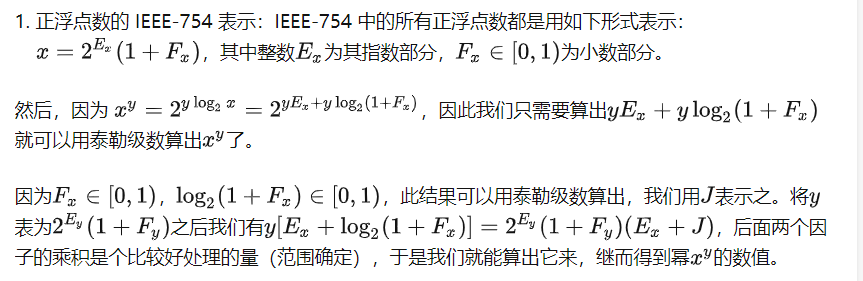 1. 正浮点数的 IEEE-754 表示：IEEE-754 中的所有正浮点数都是用如下形式表示：
$x = 2^{E_x}(1 + F_x)$，其中整数$E_x$为其指数部分，$F_x \in [0, 1)$为小数部分。
然后，因为 $x^y = 2^{y \log_2 x} = 2^{yE_x + y \log_2(1+F_x)}$，因此我们只需要算出$yE_x + y \log_2(1 + F_x)$
就可以用泰勒级数算出$x^y$了。
因为$F_x \in [0, 1)$，$\log_2(1 + F_x) \in [0, 1)$，此结果可以用泰勒级数算出，我们用$J$表示之。将$y$
表为$2^{E_y}(1 + F_y)$之后我们有$y[E_x + \log_2(1 + F_x)] = 2^{E_y}(1 + F_y)(E_x + J)$，后面两个因
子的乘积是个比较好处理的量（范围确定），于是我们就能算出它来，继而得到幂$x^y$的数值。